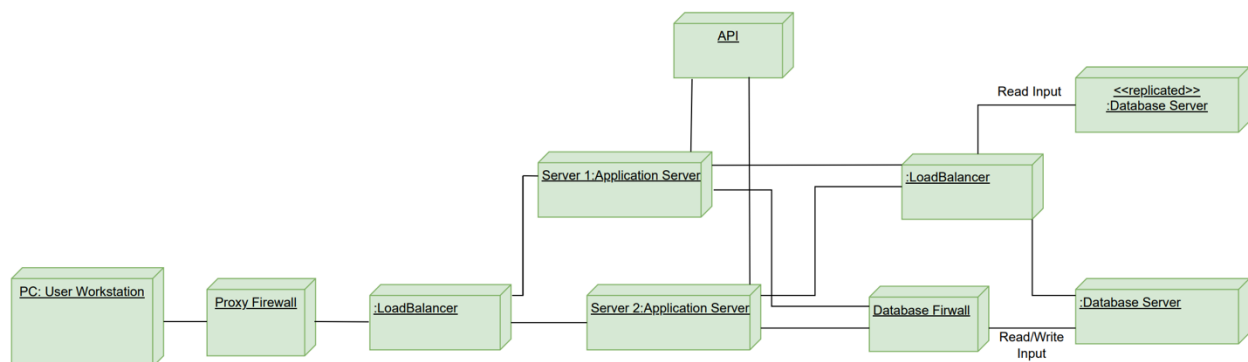 API
Read Input
<<replicated>>
:Database Server
Server 1:Application Server
:LoadBalancer
PC: User Workstation
Proxy Firewall
:LoadBalancer
Server 2:Application Server
Database Firwall
:Database Server
Read/Write
Input